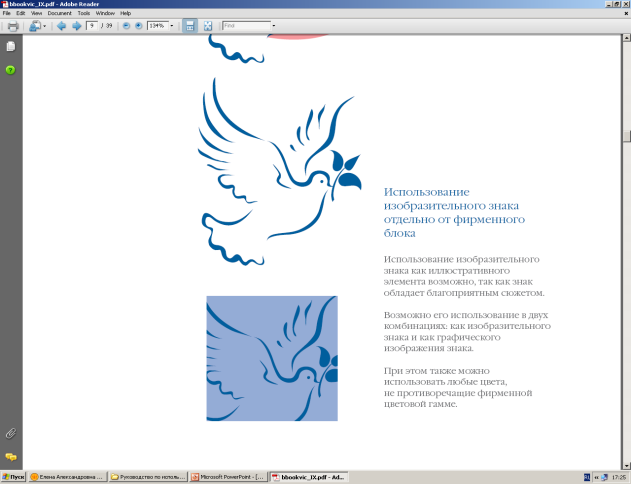 bbookvic_IX.pdf - Adobe Reader
File Edit View Document Tools Window Help
9 / 39 134% Find
Использование
изобразительного знака
отдельно от фирменного
блока
Использование изобразительного
знака как иллюстративного
элемента возможно, так как знак
обладает благоприятным сюжетом.
Возможно его использование в двух
комбинациях: как изобразительного
знака и как графического
изображения знака.
При этом также можно
использовать любые цвета,
не противоречащие фирменной
цветовой гамме.
Пуск Елена Александровна ... Руководство по исполь... Microsoft PowerPoint - [... bbookvic_IX.pdf - Ad... 17:25